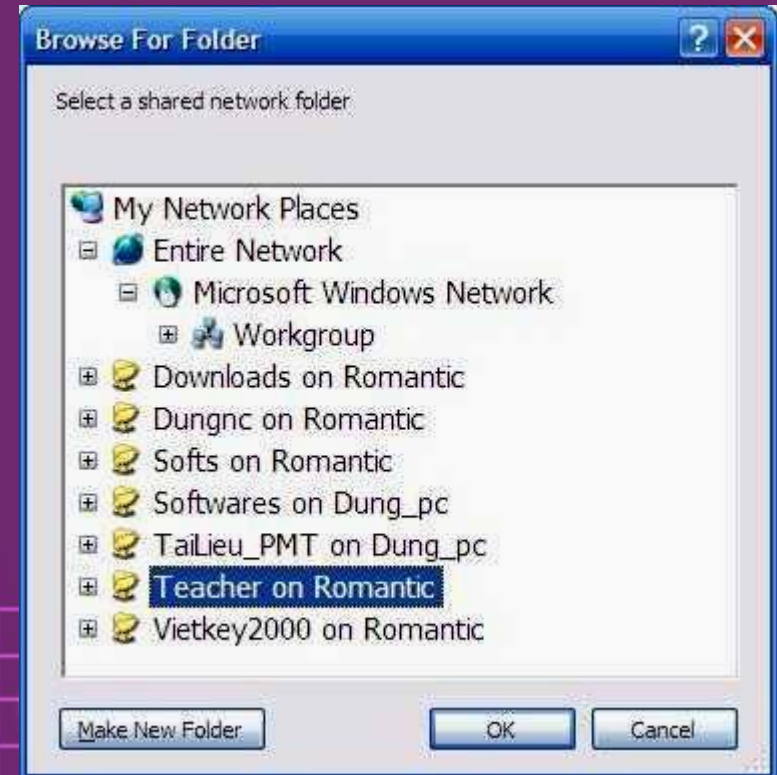 Browse For Folder
Select a shared network folder
My Network Places
Entire Network
Microsoft Windows Network
Workgroup
Downloads on Romantic
Dungnc on Romantic
Softs on Romantic
Softwares on Dung_pc
TaiLieu_PMT on Dung_pc
Teacher on Romantic
Vietkey2000 on Romantic
Make New Folder OK Cancel